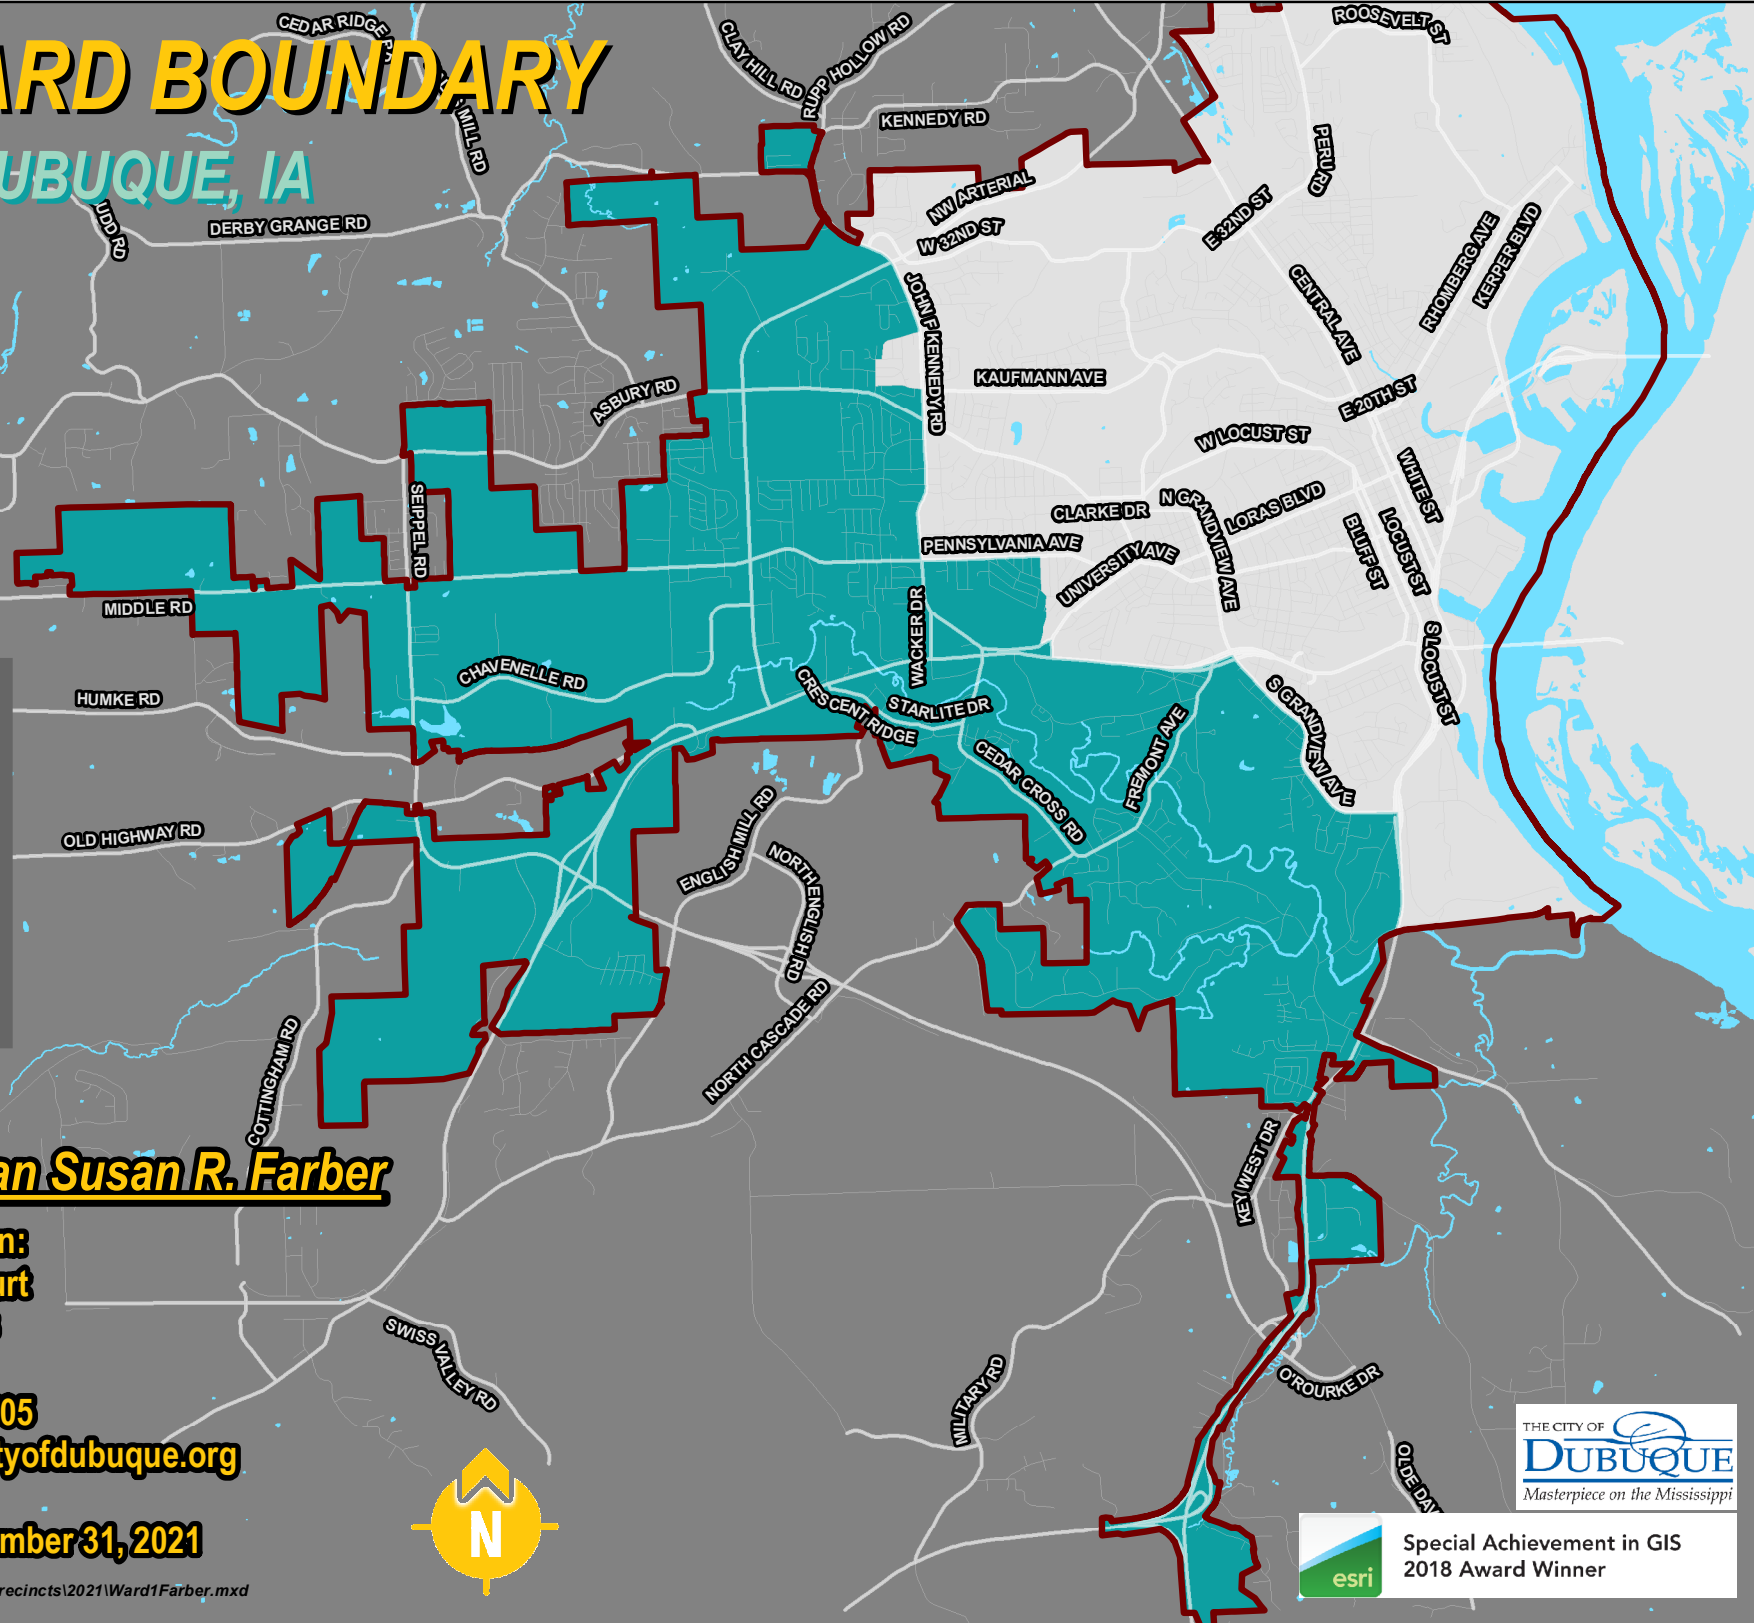 ARD BOUNDARY
UBUQUE, IA
CEDAR RIDGE RD
MILL RD
CLAY HILL RD
RUPP HOLLOW RD
KENNEDY RD
ROOSEVELT ST
PERU RD
UDD RD
DERBY GRANGE RD
NW ARTERIAL
W 32ND ST
E 32ND ST
RHOMBERG AVE
KERPER BLVD
JOHN F KENNEDY RD
CENTRAL AVE
KAUFMANN AVE
ASBURY RD
E 20TH ST
W LOCUST ST
WHITE ST
SEIPPEL RD
CLARKE DR
N GRANDVIEW AVE
LORAS BLVD
LOCUST ST
BLUFF ST
PENNSYLVANIA AVE
UNIVERSITY AVE
MIDDLE RD
WACKER DR
S LOCUST ST
CHAVENELLE RD
HUMKE RD
CRESCENT RIDGE
STARLITE DR
S GRANDVIEW AVE
FREMONT AVE
CEDAR CROSS RD
OLD HIGHWAY RD
ENGLISH MILL RD
NORTH ENGLISH RD
NORTH CASCADE RD
COTTINGHAM RD
KEY WEST DR
an Susan R. Farber
n:
urt
SWISS VALLEY RD
MILITARY RD
O'ROURKE DR
05
tyofdubuque.org
OLDE DAV
mber 31, 2021
recincts\2021\Ward1Farber.mxd
N
THE CITY OF
DUBUQUE
Masterpiece on the Mississippi
esri
Special Achievement in GIS
2018 Award Winner